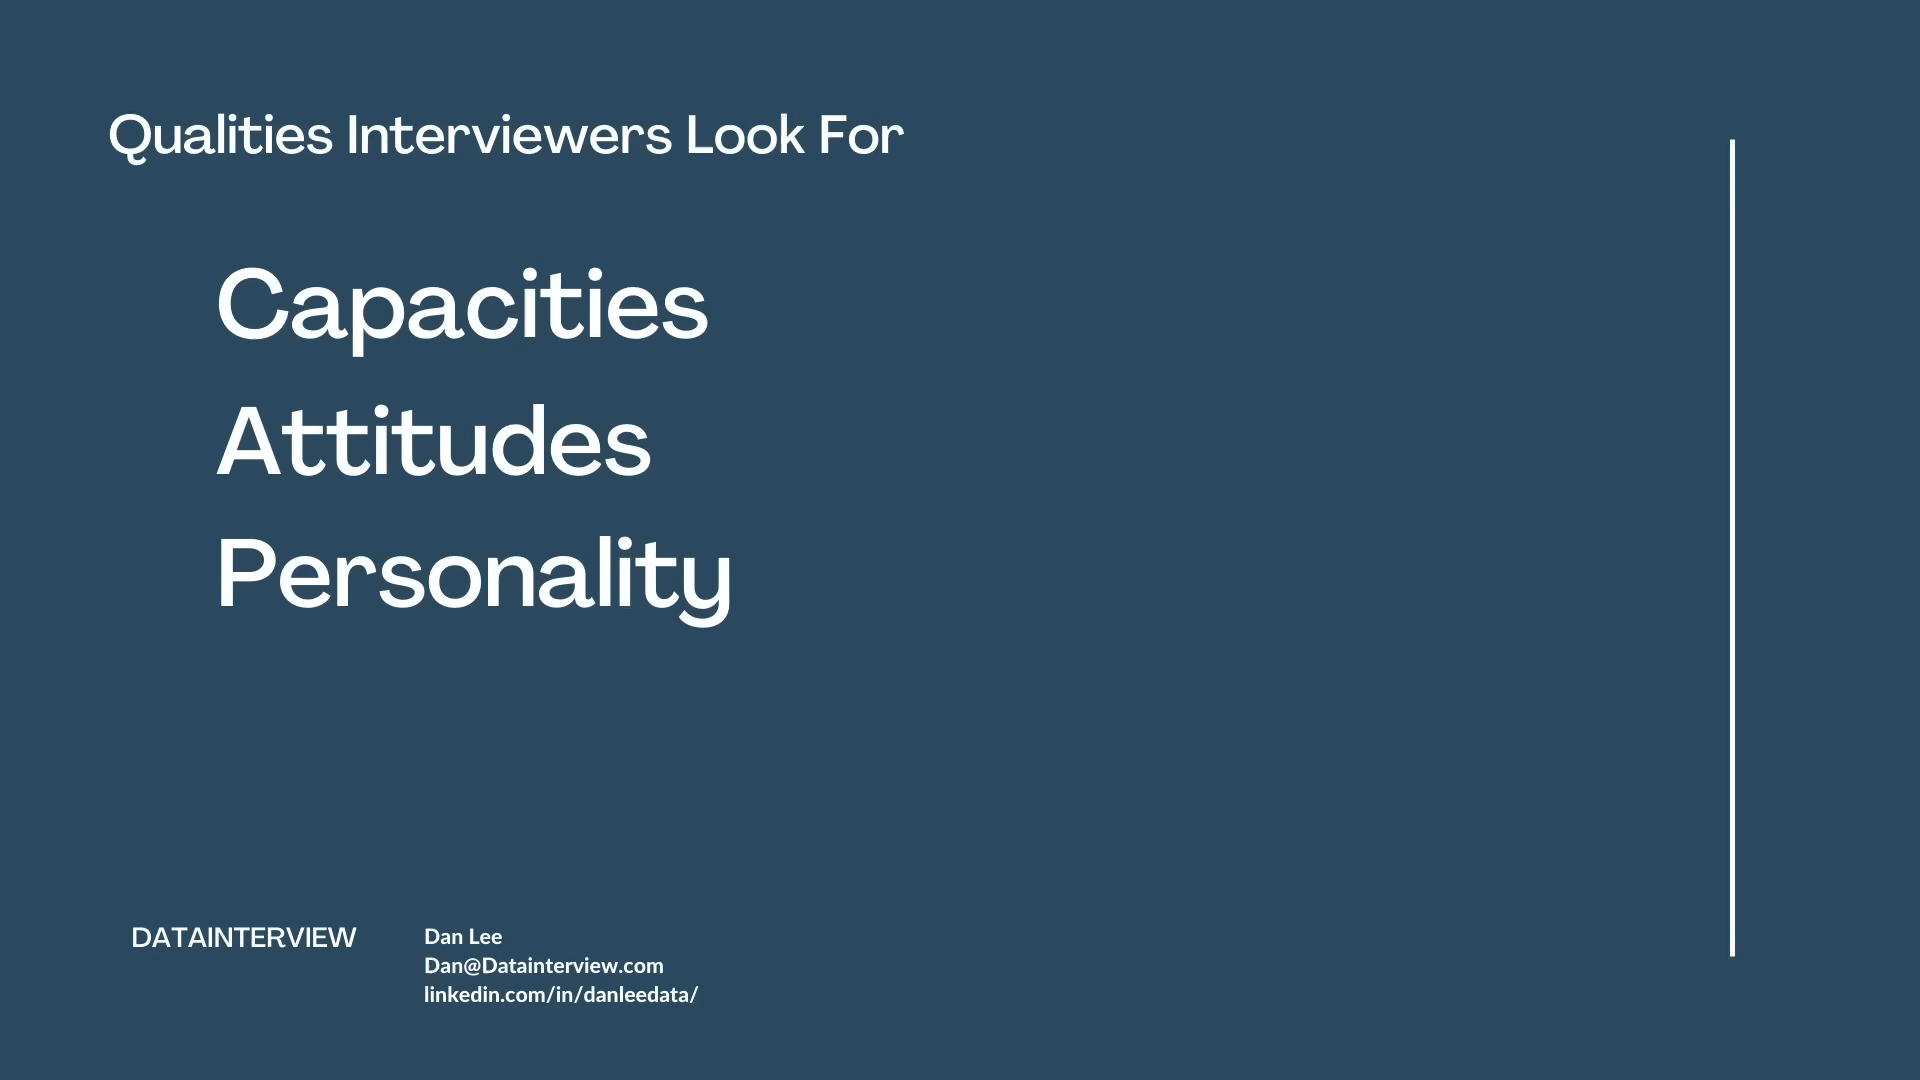 Qualities Interviewers Look For
Capacities
Attitudes
Personality
DATAINTERVIEW
Dan Lee
Dan@Datainterview.com
linkedin.com/in/danleedata/